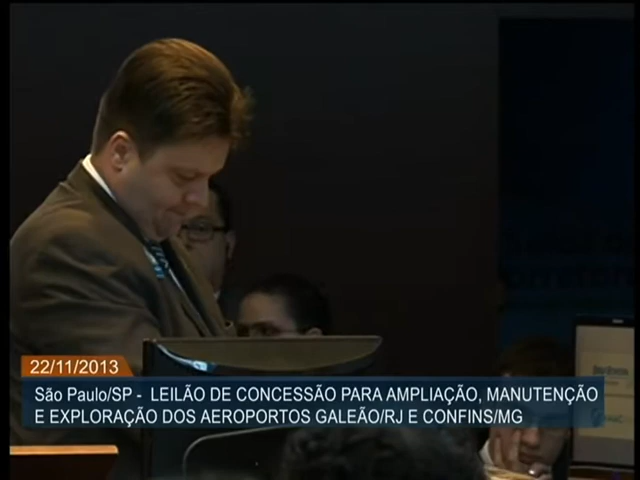 22/11/2013
São Paulo/SP - LEILÃO DE CONCESSÃO PARA AMPLIAÇÃO, MANUTENÇÃO
E EXPLORAÇÃO DOS AEROPORTOS GALEÃO/RJ E CONFINS/MG